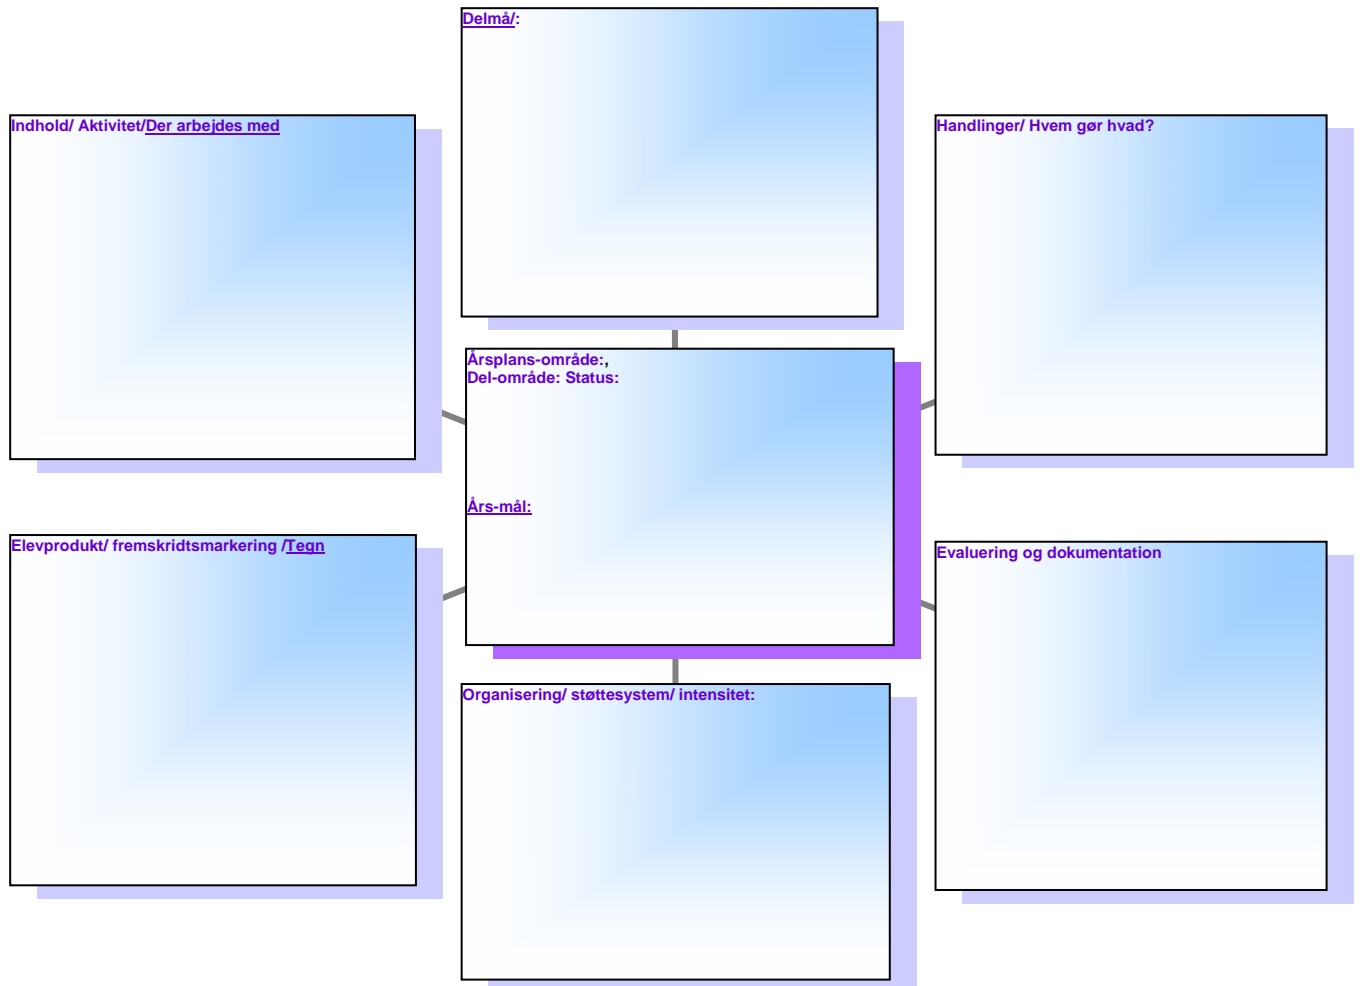 Delmå/:
Indhold/ Aktivitet/Der arbejdes med
Handlinger/ Hvem gør hvad?
Årsplans-område:,
Del-område: Status:
Års-mål:
Elevprodukt/ fremskridtsmarkering /Tegn
Evaluering og dokumentation
Organisering/ støttesystem/ intensitet: